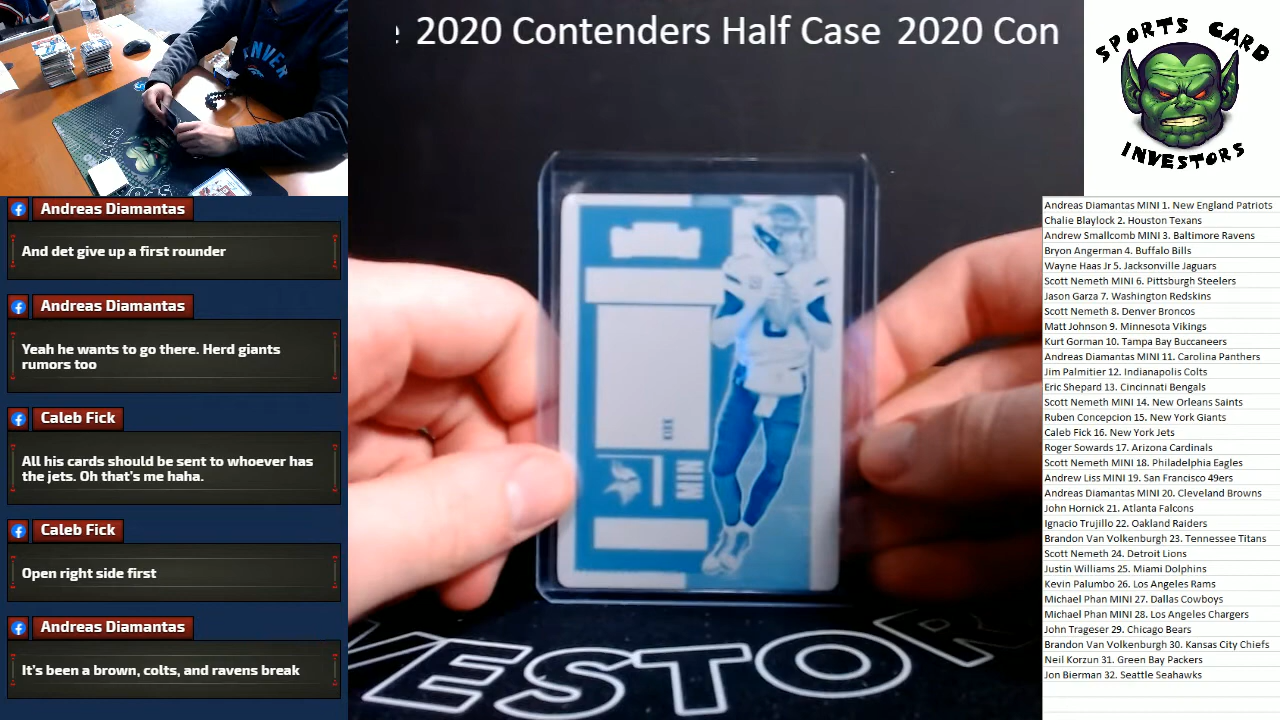 2020 Contenders Half Case 2020 Con
SPORTS CARD
INVESTORS
Andreas Diamantas
And det give up a first rounder
Andreas Diamantas
Yeah he wants to go there. Herd giants
rumors too
Caleb Fick
All his cards should be sent to whoever has
the jets. Oh that's me haha.
Caleb Fick
Open right side first
Andreas Diamantas
It's been a brown, colts, and ravens break
KIRK
MIN
VESTOR
Andreas Diamantas MINI 1. New England Patriots
Chalie Blaylock 2. Houston Texans
Andrew Smallcomb MINI 3. Baltimore Ravens
Bryon Angerman 4. Buffalo Bills
Wayne Haas Jr 5. Jacksonville Jaguars
Scott Nemeth MINI 6. Pittsburgh Steelers
Jason Garza 7. Washington Redskins
Scott Nemeth 8. Denver Broncos
Matt Johnson 9. Minnesota Vikings
Kurt Gorman 10. Tampa Bay Buccaneers
Andreas Diamantas MINI 11. Carolina Panthers
Jim Palmitier 12. Indianapolis Colts
Eric Shepard 13. Cincinnati Bengals
Scott Nemeth MINI 14. New Orleans Saints
Ruben Concepcion 15. New York Giants
Caleb Fick 16. New York Jets
Roger Sowards 17. Arizona Cardinals
Scott Nemeth MINI 18. Philadelphia Eagles
Andrew Liss MINI 19. San Francisco 49ers
Andreas Diamantas MINI 20. Cleveland Browns
John Hornick 21. Atlanta Falcons
Ignacio Trujillo 22. Oakland Raiders
Brandon Van Volkenburgh 23. Tennessee Titans
Scott Nemeth 24. Detroit Lions
Justin Williams 25. Miami Dolphins
Kevin Palumbo 26. Los Angeles Rams
Michael Phan MINI 27. Dallas Cowboys
Michael Phan MINI 28. Los Angeles Chargers
John Trageser 29. Chicago Bears
Brandon Van Volkenburgh 30. Kansas City Chiefs
Neil Korzun 31. Green Bay Packers
Jon Bierman 32. Seattle Seahawks